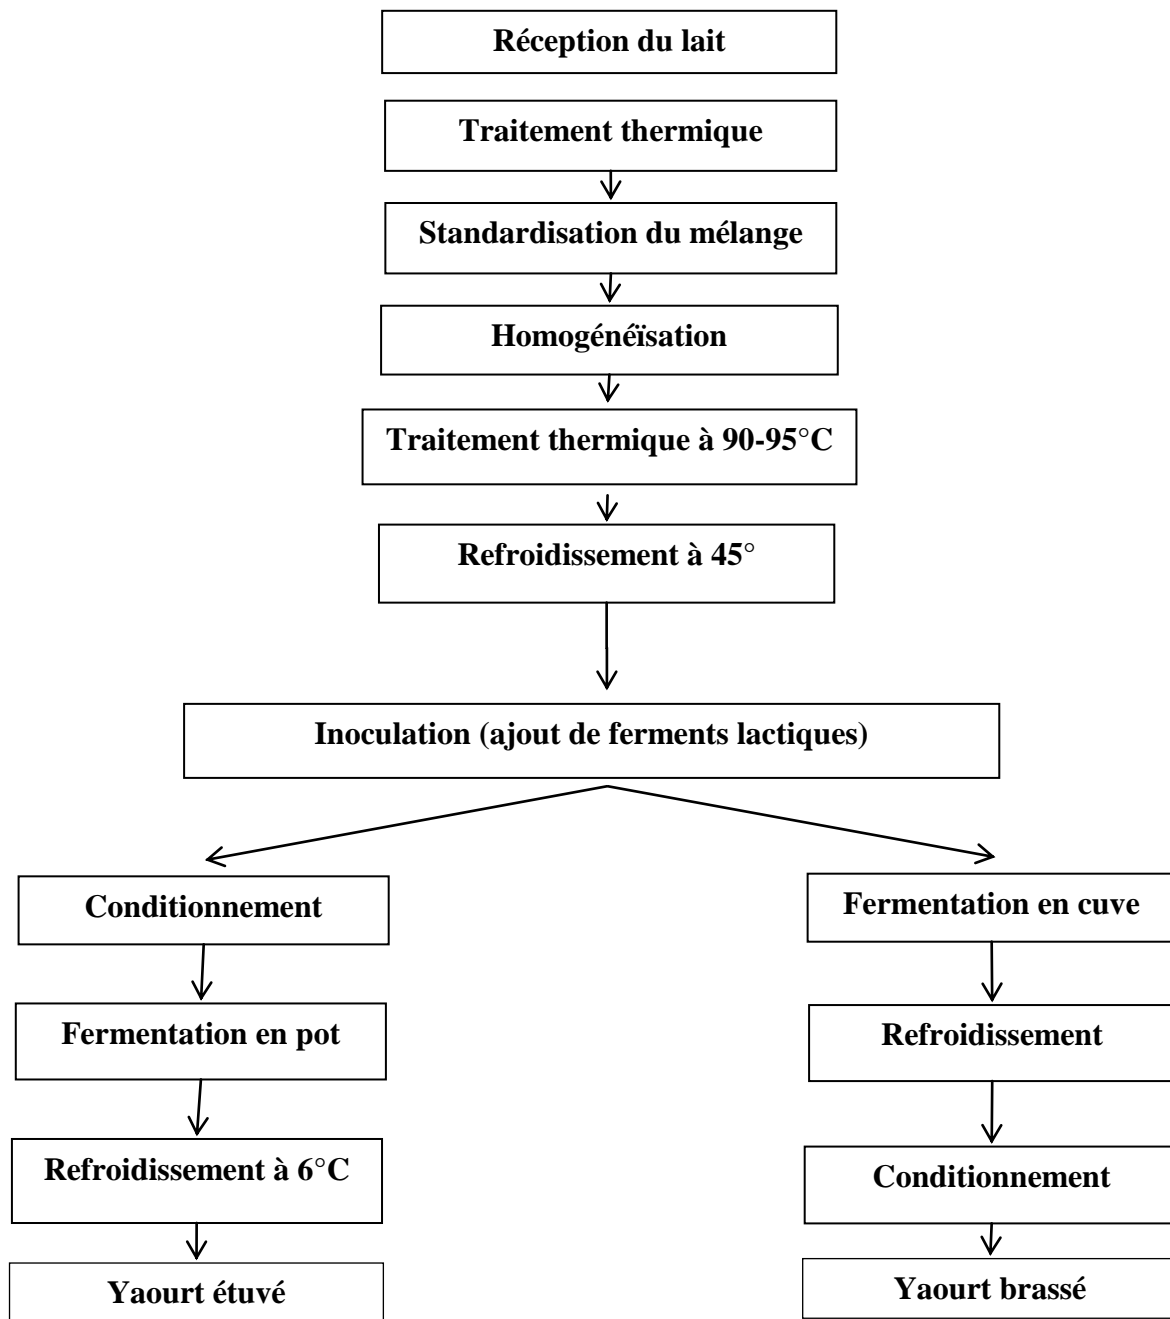 Réception du lait
Traitement thermique
Standardisation du mélange
Homogénéïsation
Traitement thermique à 90-95°C
Refroidissement à 45°
Inoculation (ajout de ferments lactiques)
Conditionnement
Fermentation en pot
Refroidissement à 6°C
Yaourt étuvé
Fermentation en cuve
Refroidissement
Conditionnement
Yaourt brassé